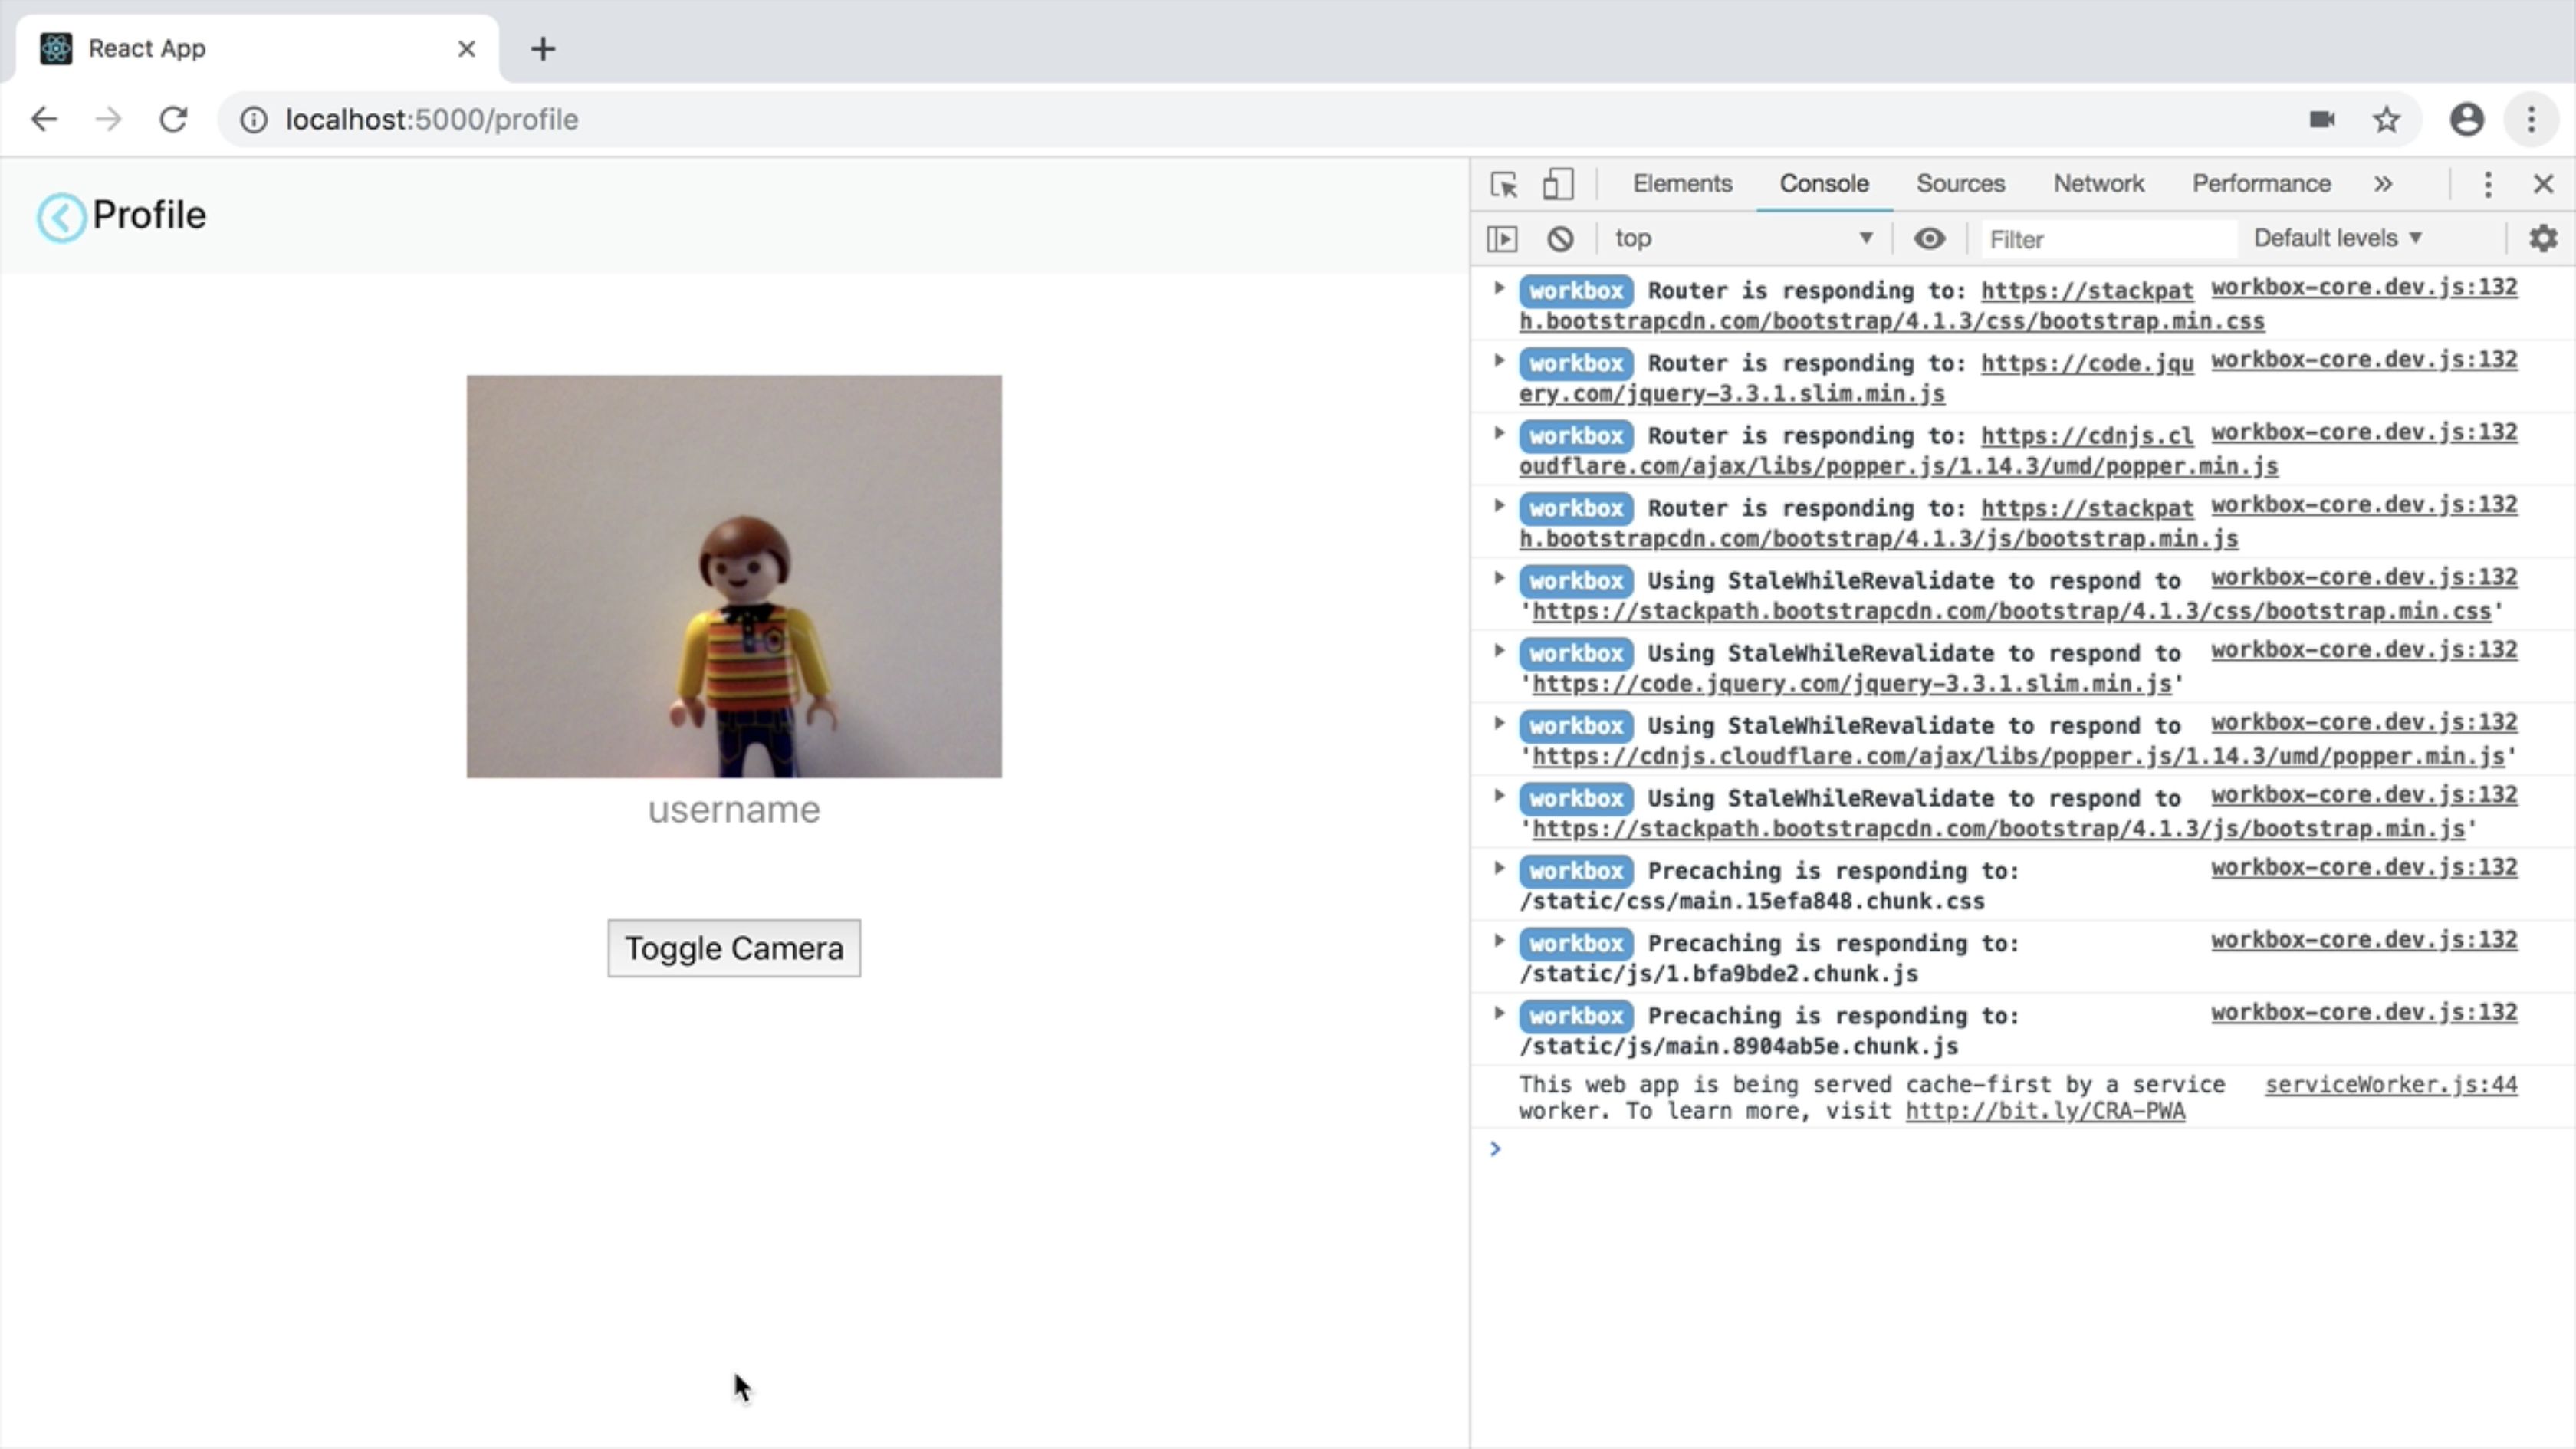 React App
localhost:5000/profile
Profile
username
Toggle Camera
Elements Console Sources Network Performance
top Filter Default levels
workbox Router is responding to: https://stackpat workbox-core.dev.js:132
h.bootstrapcdn.com/bootstrap/4.1.3/css/bootstrap.min.css
workbox Router is responding to: https://code.jqu workbox-core.dev.js:132
ery.com/jquery-3.3.1.slim.min.js
workbox Router is responding to: https://cdnjs.cl workbox-core.dev.js:132
oudflare.com/ajax/libs/popper.js/1.14.3/umd/popper.min.js
workbox Router is responding to: https://stackpat workbox-core.dev.js:132
h.bootstrapcdn.com/bootstrap/4.1.3/js/bootstrap.min.js
workbox Using StaleWhileRevalidate to respond to workbox-core.dev.js:132
'https://stackpath.bootstrapcdn.com/bootstrap/4.1.3/css/bootstrap.min.css'
workbox Using StaleWhileRevalidate to respond to workbox-core.dev.js:132
'https://code.jquery.com/jquery-3.3.1.slim.min.js'
workbox Using StaleWhileRevalidate to respond to workbox-core.dev.js:132
'https://cdnjs.cloudflare.com/ajax/libs/popper.js/1.14.3/umd/popper.min.js'
workbox Using StaleWhileRevalidate to respond to workbox-core.dev.js:132
'https://stackpath.bootstrapcdn.com/bootstrap/4.1.3/js/bootstrap.min.js'
workbox Precaching is responding to: workbox-core.dev.js:132
/static/css/main.15efa848.chunk.css
workbox Precaching is responding to: workbox-core.dev.js:132
/static/js/1.bfa9bde2.chunk.js
workbox Precaching is responding to: workbox-core.dev.js:132
/static/js/main.8904ab5e.chunk.js
This web app is being served cache-first by a service serviceWorker.js:44
worker. To learn more, visit http://bit.ly/CRA-PWA